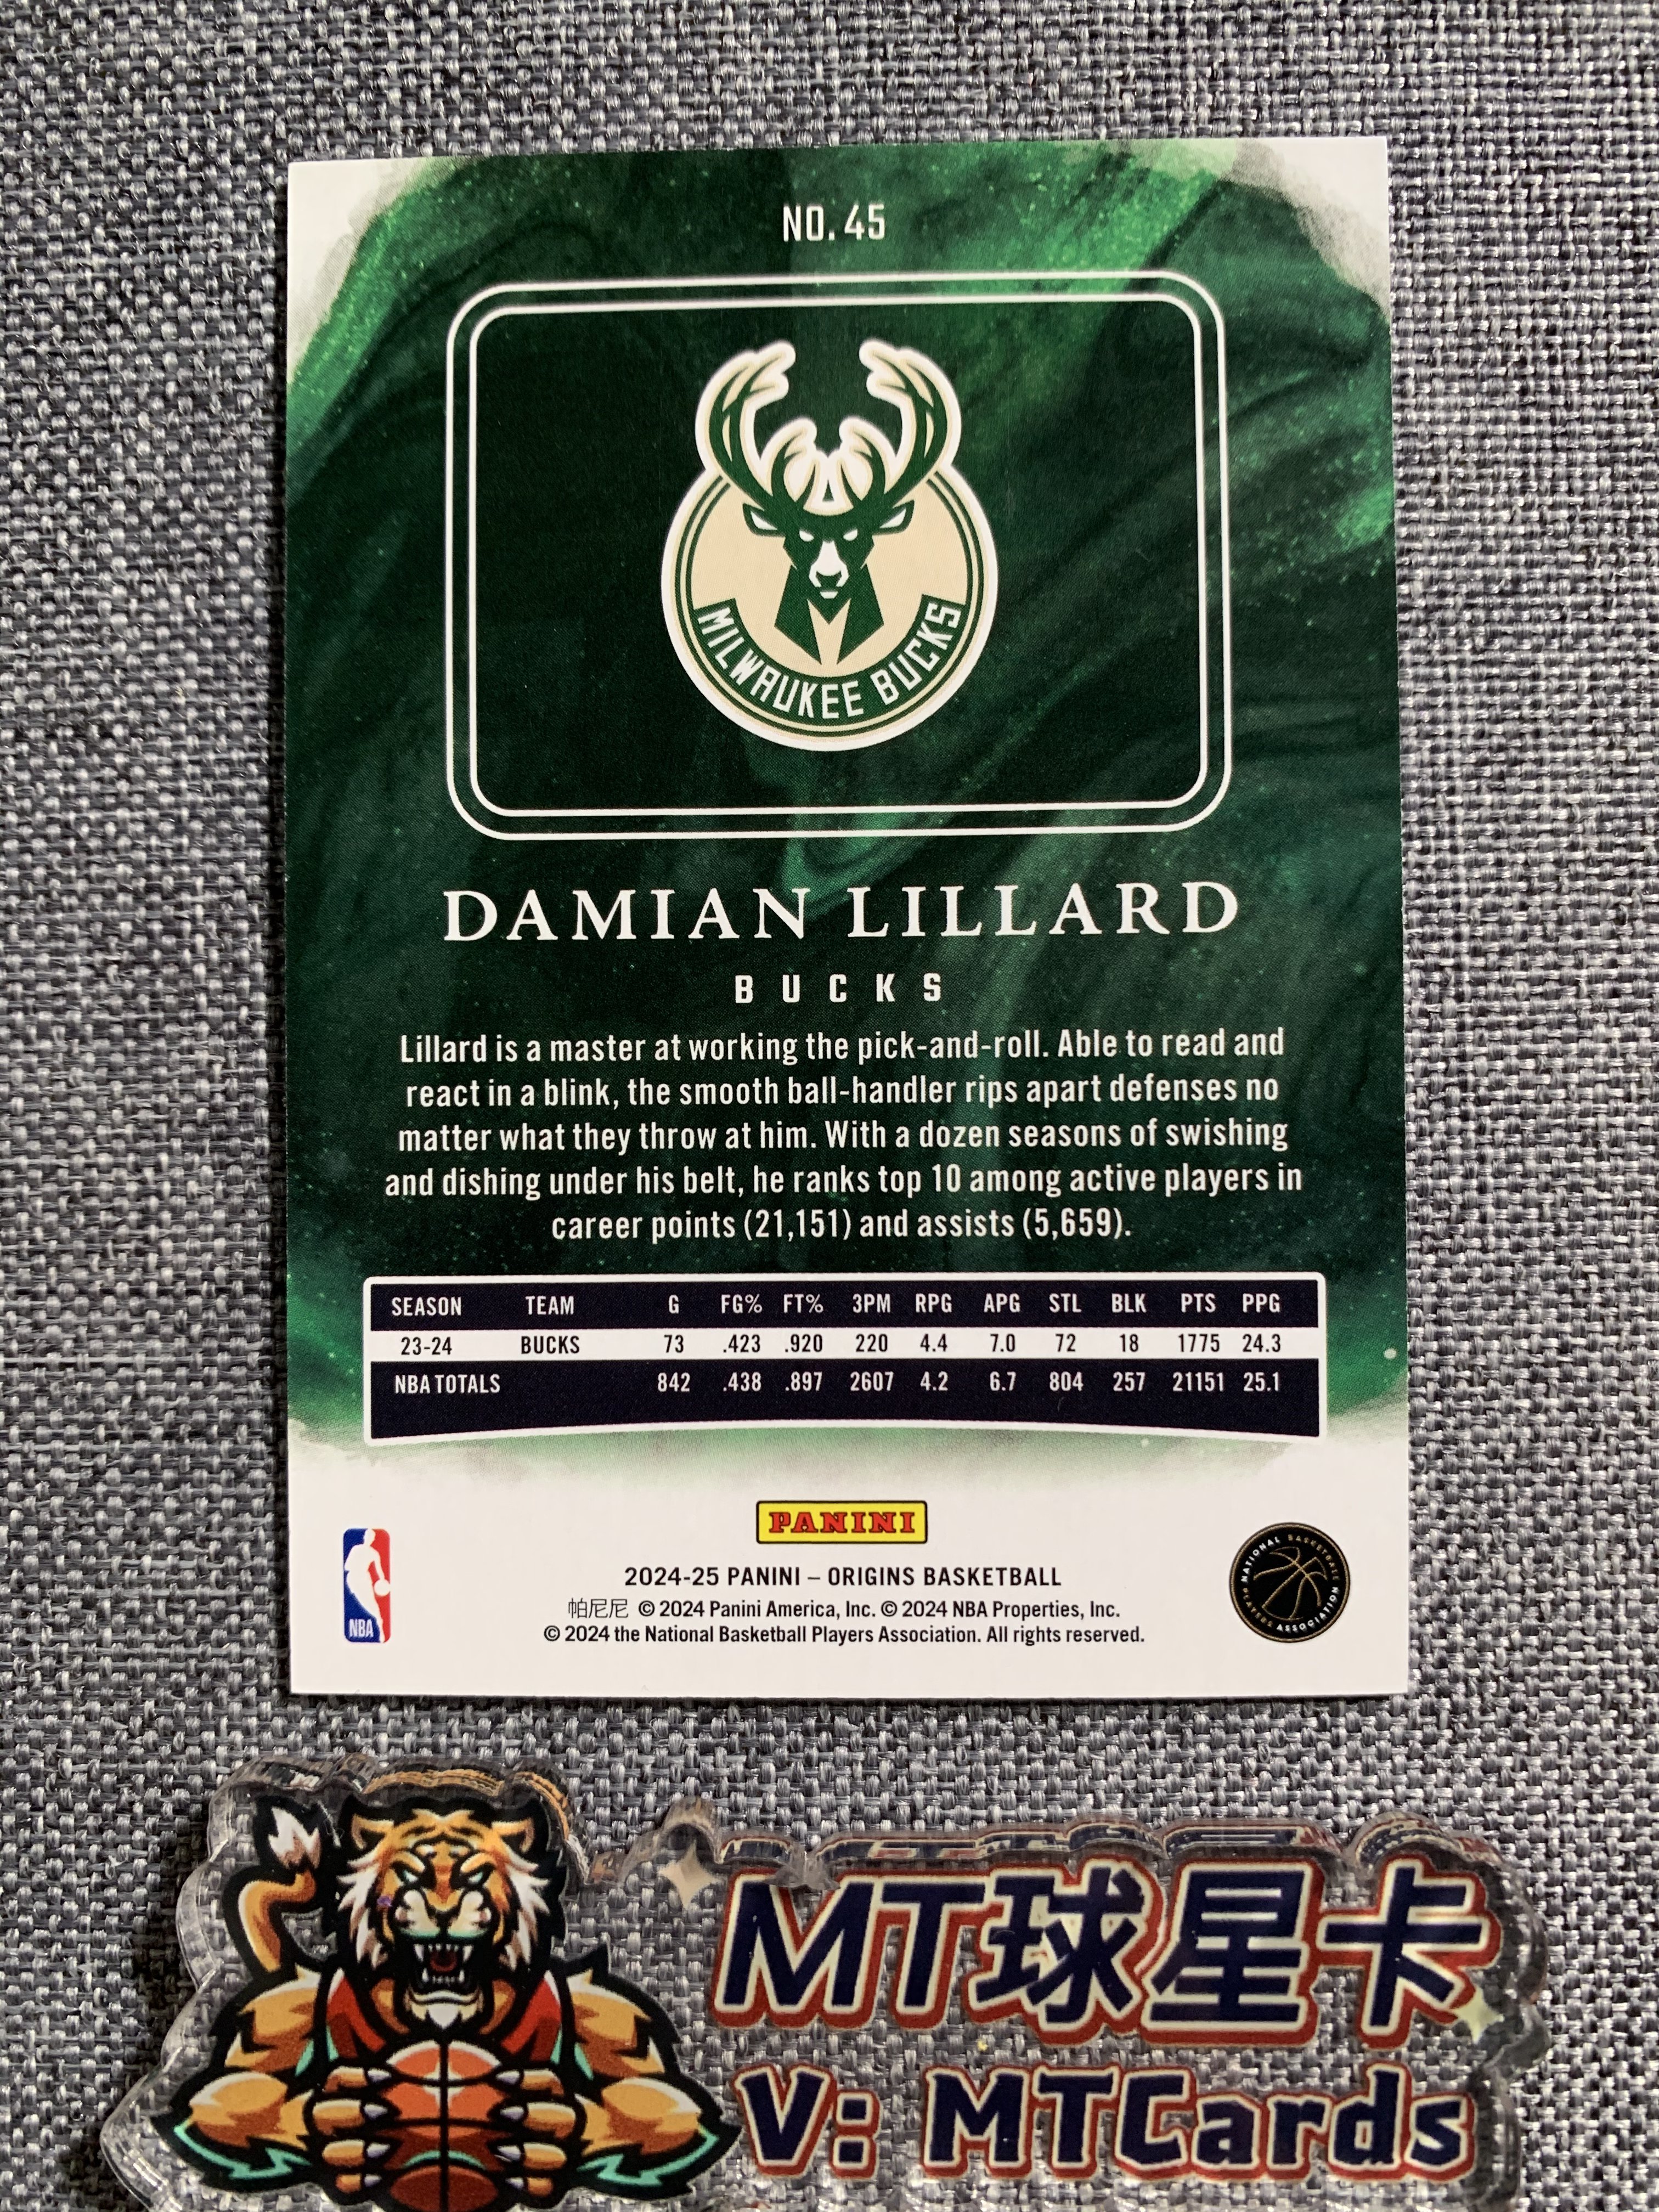 NO. 45
MILWAUKEE BUCKS
DAMIAN LILLARD
BUCKS
Lillard is a master at working the pick-and-roll. Able to read and
react in a blink, the smooth ball-handler rips apart defenses no
matter what they throw at him. With a dozen seasons of swishing
and dishing under his belt, he ranks top 10 among active players in
career points (21,151) and assists (5,659).
SEASON TEAM G FG% FT% 3PM RPG APG STL BLK PTS PPG
23-24 BUCKS 73 .423 .920 220 4.4 7.0 72 18 1775 24.3
NBA TOTALS 842 .438 .897 2607 4.2 6.7 804 257 21151 25.1
PANINI
2024-25 PANINI – ORIGINS BASKETBALL
帕尼尼 © 2024 Panini America, Inc. © 2024 NBA Properties, Inc.
© 2024 the National Basketball Players Association. All rights reserved.
NBA
NATIONAL BASKETBALL PLAYERS ASSOCIATION
MT球星卡
V: MTCards